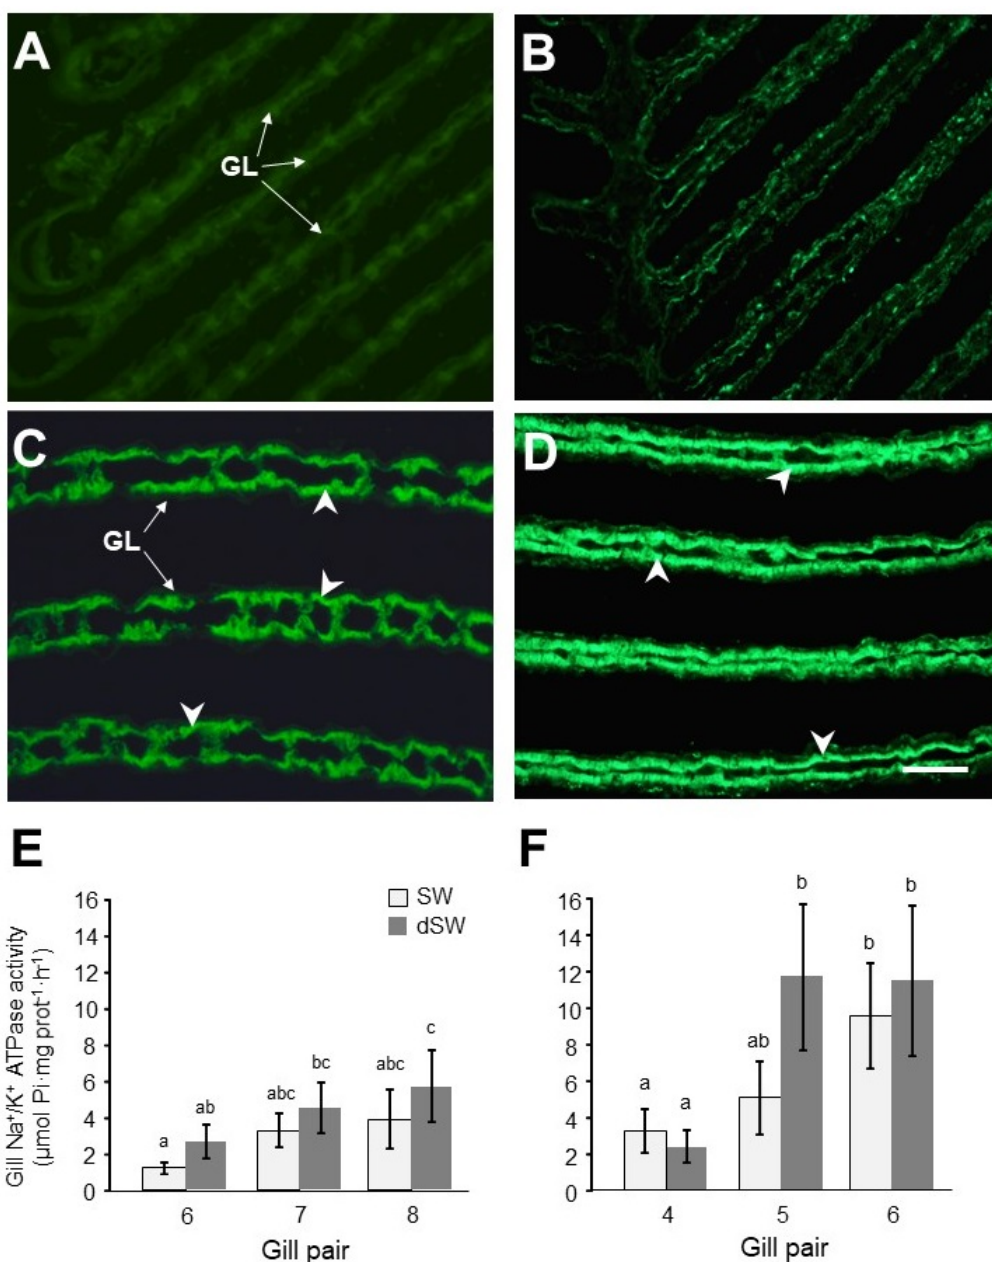 A
B
GL
C
D
GL
E
F
SW
dSW
Gill Na⁺/K⁺ ATPase activity
(µmol Pi·mg prot⁻¹·h⁻¹)
16
14
12
10
8
6
4
2
0
a
ab
abc
bc
abc
c
6
7
8
Gill pair
16
14
12
10
8
6
4
2
0
a
a
ab
b
b
b
4
5
6
Gill pair